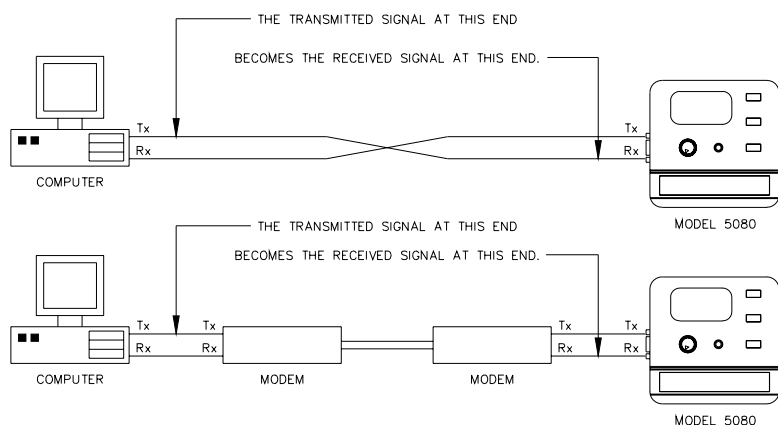 THE TRANSMITTED SIGNAL AT THIS END
BECOMES THE RECEIVED SIGNAL AT THIS END.
Tx
Tx
Rx
Rx
COMPUTER
MODEL 5080
THE TRANSMITTED SIGNAL AT THIS END
BECOMES THE RECEIVED SIGNAL AT THIS END.
Tx
Tx
Tx
Tx
Rx
Rx
Rx
Rx
COMPUTER
MODEM
MODEM
MODEL 5080